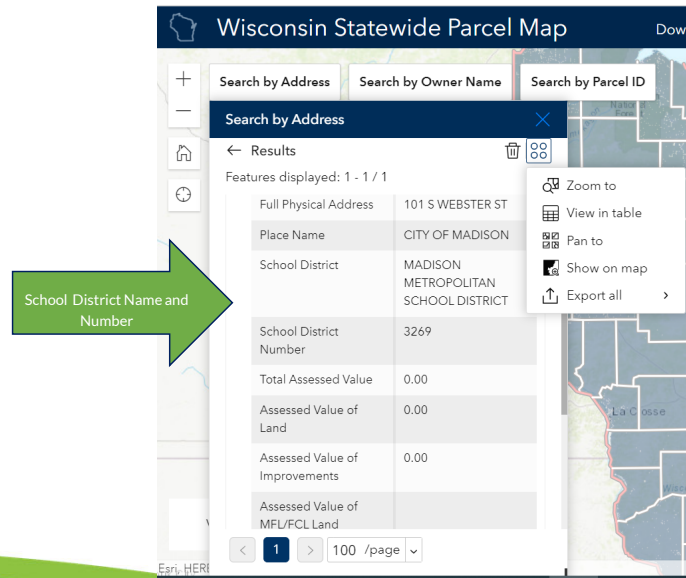 Wisconsin Statewide Parcel Map
Dow
Search by Address
Search by Owner Name
Search by Parcel ID
National
Forest
Search by Address
Results
Features displayed: 1 - 1 / 1
Zoom to
View in table
Pan to
Show on map
Export all
Full Physical Address
101 S WEBSTER ST
Place Name
CITY OF MADISON
School District
MADISON
METROPOLITAN
SCHOOL DISTRICT
School District
Number
3269
Total Assessed Value
0.00
Assessed Value of
Land
0.00
Assessed Value of
Improvements
0.00
Assessed Value of
MFL/FCL Land
1
100 /page
School District Name and
Number
La Crosse
Wisc
Esri, HERE